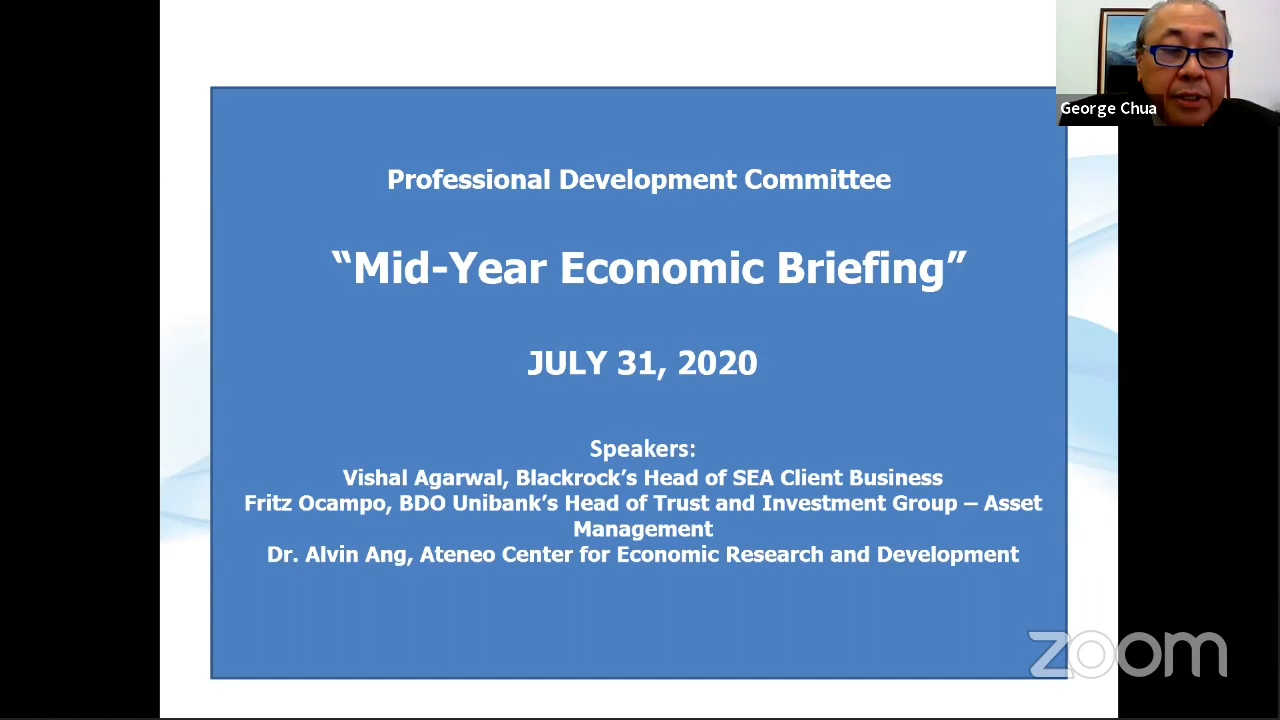 George Chua
Professional Development Committee
“Mid-Year Economic Briefing”
JULY 31, 2020
Speakers:
Vishal Agarwal, Blackrock’s Head of SEA Client Business
Fritz Ocampo, BDO Unibank’s Head of Trust and Investment Group – Asset
Management
Dr. Alvin Ang, Ateneo Center for Economic Research and Development
zoom